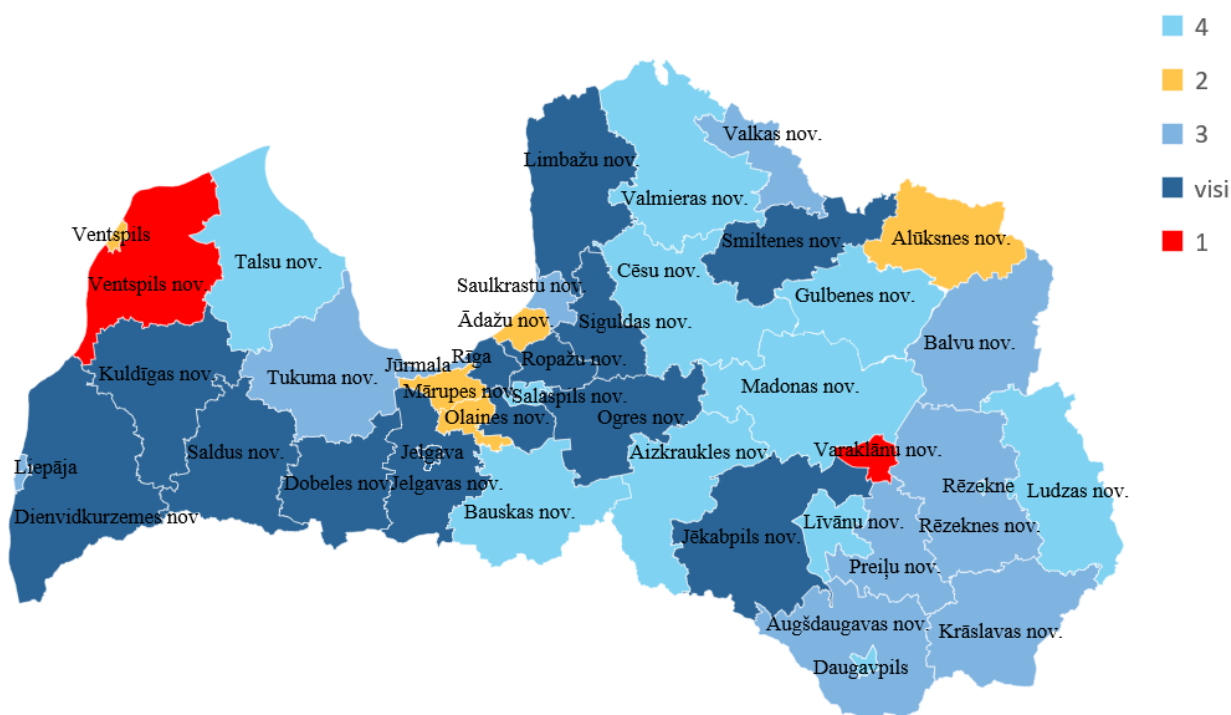 4
2
3
visi
1
Valkas nov.
Limbažu nov.
Valmieras nov.
Ventspils
Smiltenes nov.
Alūksnes nov.
Talsu nov.
Cēsu nov.
Ventspils nov.
Saulkrastu nov.
Gulbenes nov.
Ādažu nov.
Siguldas nov.
Balvu nov.
Rīga
Ropažu nov.
Jūrmala
Kuldīgas nov.
Tukuma nov.
Mārupes nov.
Salaspils nov.
Madonas nov.
Olaines nov.
Ogres nov.
Saldus nov.
Jelgava
Aizkraukles nov.
Varaklānu nov.
Liepāja
Dobeles nov.
Jelgavas nov.
Rēzekne
Ludzas nov.
Dienvidkurzemes nov
Bauskas nov.
Līvānu nov.
Rēzeknes nov.
Jēkabpils nov.
Preiļu nov.
Augšdaugavas nov.
Krāslavas nov.
Daugavpils